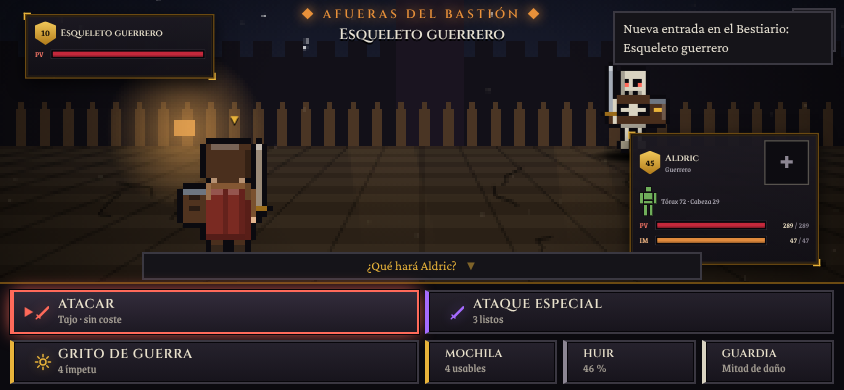 AFUERAS DEL BASTIÓN
ESQUELETO GUERRERO
10 ESQUELETO GUERRERO
PV
Nueva entrada en el Bestiario:
Esqueleto guerrero
45 ALDRIC
Guerrero
Tórax 72 · Cabeza 29
PV 289 / 289
ÍM 47 / 47
¿Qué hará Aldric?
ATACAR
Tajo · sin coste
ATAQUE ESPECIAL
3 listos
GRITO DE GUERRA
4 ímpetu
MOCHILA
4 usables
HUIR
46 %
GUARDIA
Mitad de daño